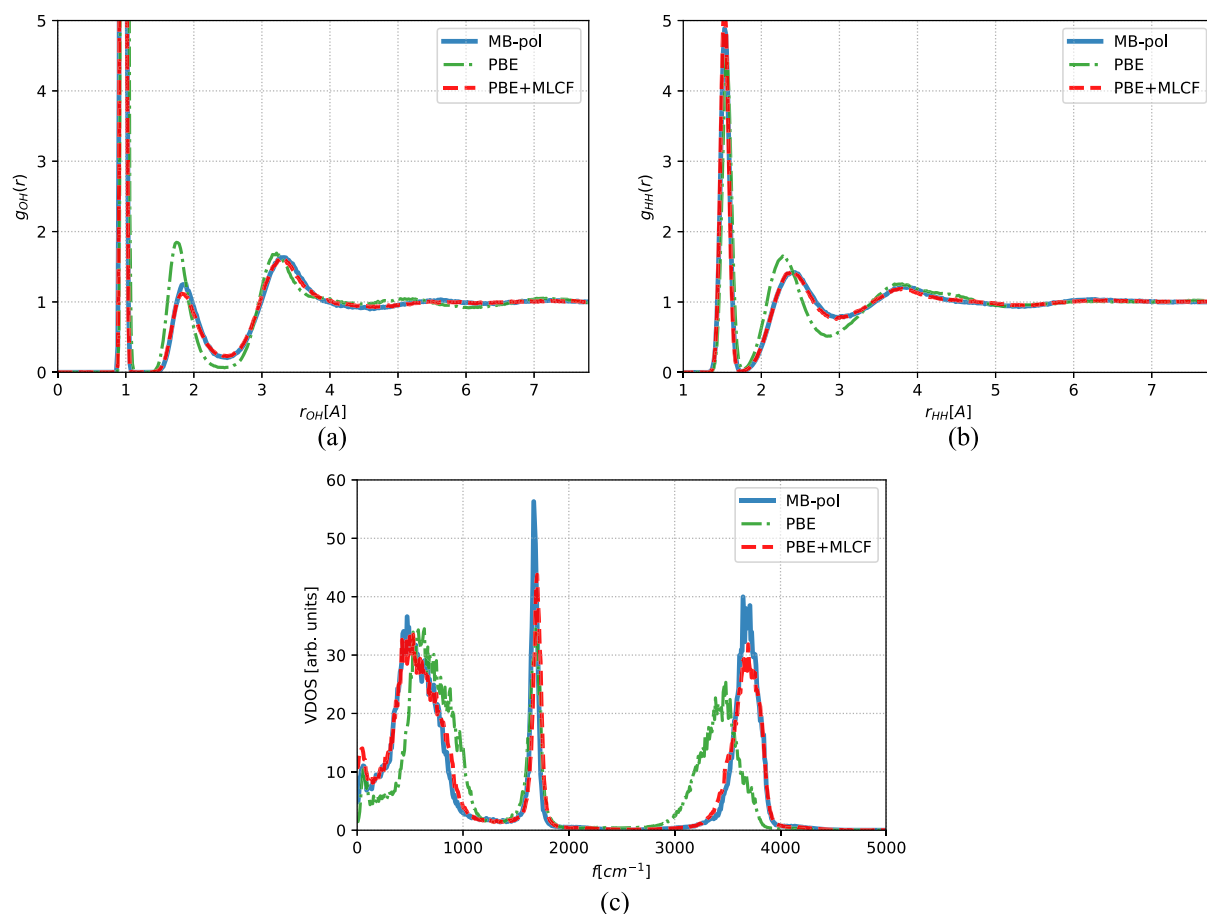 5
4
3
2
1
0
g_OH(r)
MB-pol
PBE
PBE+MLCF
0 1 2 3 4 5 6 7
r_OH[A]
(a)
5
4
3
2
1
0
g_HH(r)
MB-pol
PBE
PBE+MLCF
1 2 3 4 5 6 7
r_HH[A]
(b)
60
50
40
30
20
10
0
VDOS [arb. units]
MB-pol
PBE
PBE+MLCF
0 1000 2000 3000 4000 5000
f[cm⁻¹]
(c)